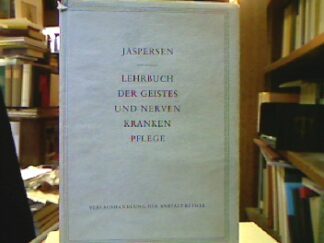 JASPERSEN
LEHRBUCH
DER GEISTES
UND NERVEN
KRANKEN
PFLEGE
VERLAGSHANDLUNG DER ANSTALT BETHEL